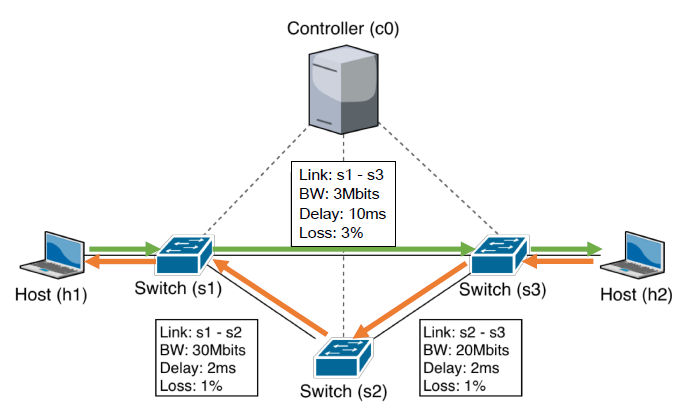 Controller (c0)
Link: s1 - s3
BW: 3Mbits
Delay: 10ms
Loss: 3%
Host (h1)
Switch (s1)
Switch (s3)
Host (h2)
Link: s1 - s2
BW: 30Mbits
Delay: 2ms
Loss: 1%
Link: s2 - s3
BW: 20Mbits
Delay: 2ms
Loss: 1%
Switch (s2)